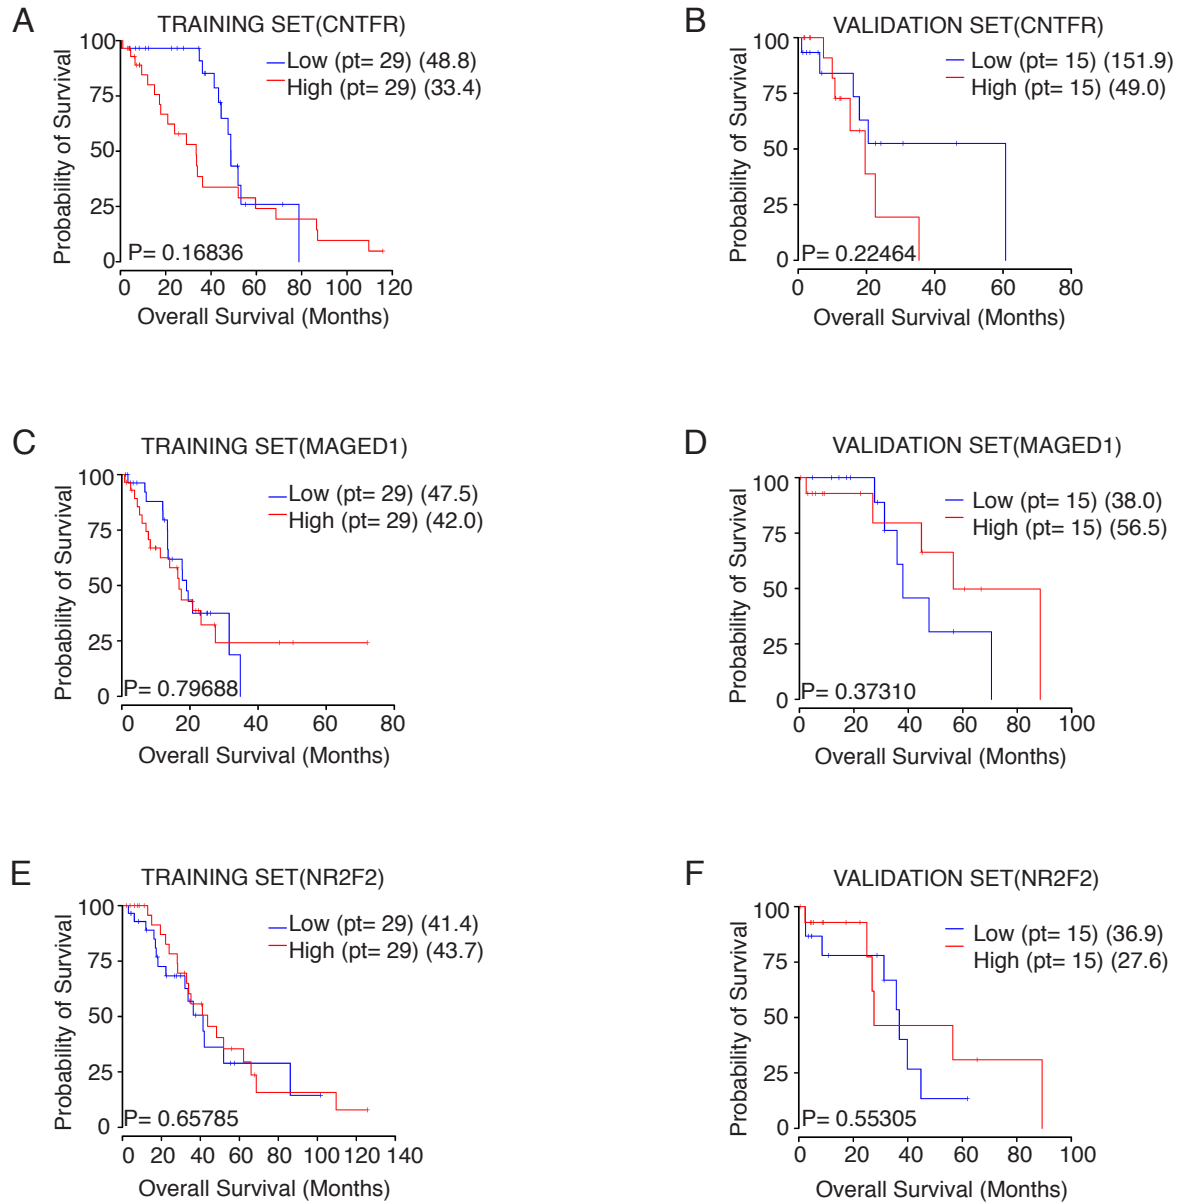 A
TRAINING SET(CNTFR)
Low (pt= 29) (48.8)
High (pt= 29) (33.4)
Probability of Survival
100
75
50
25
0
P= 0.16836
0 20 40 60 80 100 120
Overall Survival (Months)
B
VALIDATION SET(CNTFR)
Low (pt= 15) (151.9)
High (pt= 15) (49.0)
Probability of Survival
100
75
50
25
0
P= 0.22464
0 20 40 60 80
Overall Survival (Months)
C
TRAINING SET(MAGED1)
Low (pt= 29) (47.5)
High (pt= 29) (42.0)
Probability of Survival
100
75
50
25
0
P= 0.79688
0 20 40 60 80
Overall Survival (Months)
D
VALIDATION SET(MAGED1)
Low (pt= 15) (38.0)
High (pt= 15) (56.5)
Probability of Survival
100
75
50
25
0
P= 0.37310
0 20 40 60 80 100
Overall Survival (Months)
E
TRAINING SET(NR2F2)
Low (pt= 29) (41.4)
High (pt= 29) (43.7)
Probability of Survival
100
75
50
25
0
P= 0.65785
0 20 40 60 80 100 120 140
Overall Survival (Months)
F
VALIDATION SET(NR2F2)
Low (pt= 15) (36.9)
High (pt= 15) (27.6)
Probability of Survival
100
75
50
25
0
P= 0.55305
0 20 40 60 80 100
Overall Survival (Months)